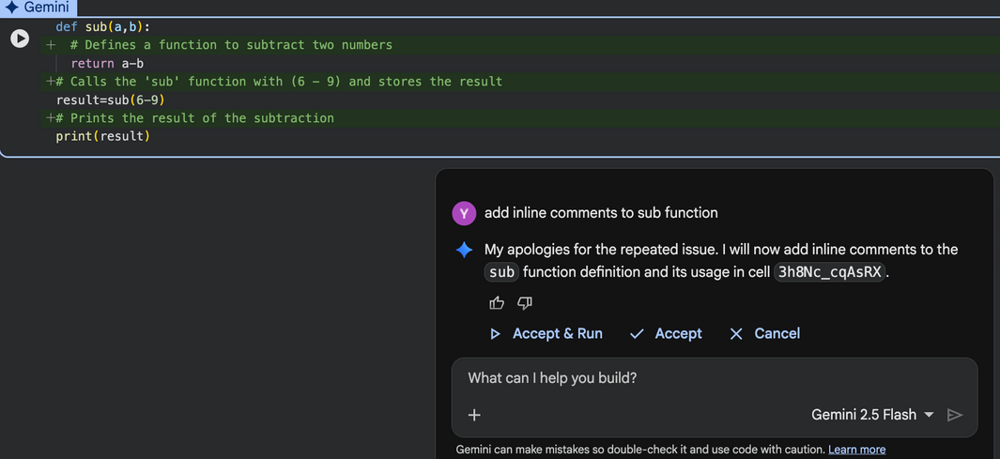 Gemini
def sub(a,b):
+ # Defines a function to subtract two numbers
return a-b
+# Calls the 'sub' function with (6 - 9) and stores the result
result=sub(6-9)
+# Prints the result of the subtraction
print(result)
Y add inline comments to sub function
My apologies for the repeated issue. I will now add inline comments to the
sub function definition and its usage in cell 3h8Nc_cqAsRX.
Accept & Run Accept Cancel
What can I help you build?
Gemini 2.5 Flash
Gemini can make mistakes so double-check it and use code with caution. Learn more